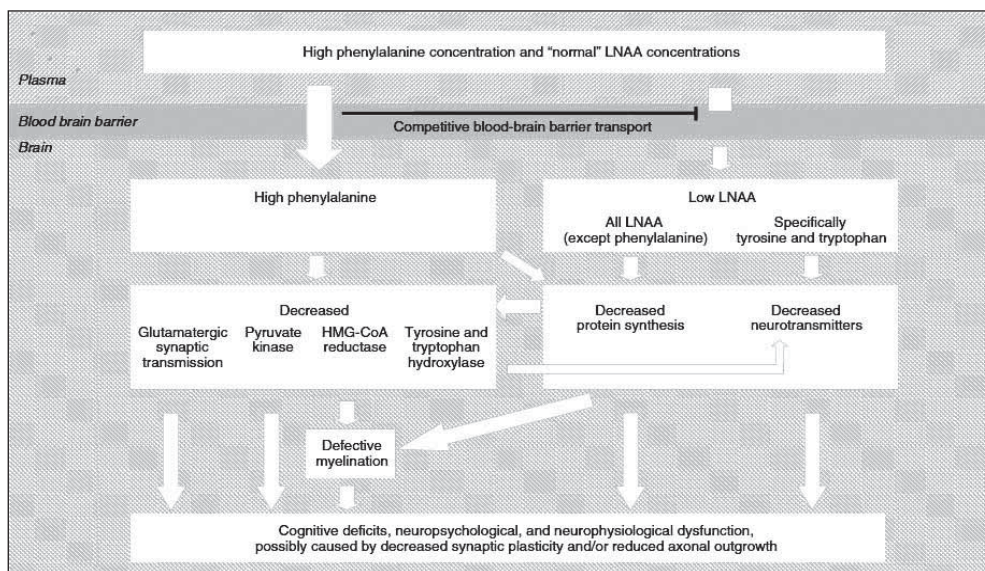 High phenylalanine concentration and “normal” LNAA concentrations
Plasma
Blood brain barrier
Competitive blood-brain barrier transport
Brain
High phenylalanine
Low LNAA
All LNAA
(except phenylalanine)
Specifically
tyrosine and tryptophan
Decreased
Glutamatergic
synaptic
transmission
Pyruvate
kinase
HMG-CoA
reductase
Tyrosine and
tryptophan
hydroxylase
Decreased
protein synthesis
Decreased
neurotransmitters
Defective
myelination
Cognitive deficits, neuropsychological, and neurophysiological dysfunction,
possibly caused by decreased synaptic plasticity and/or reduced axonal outgrowth